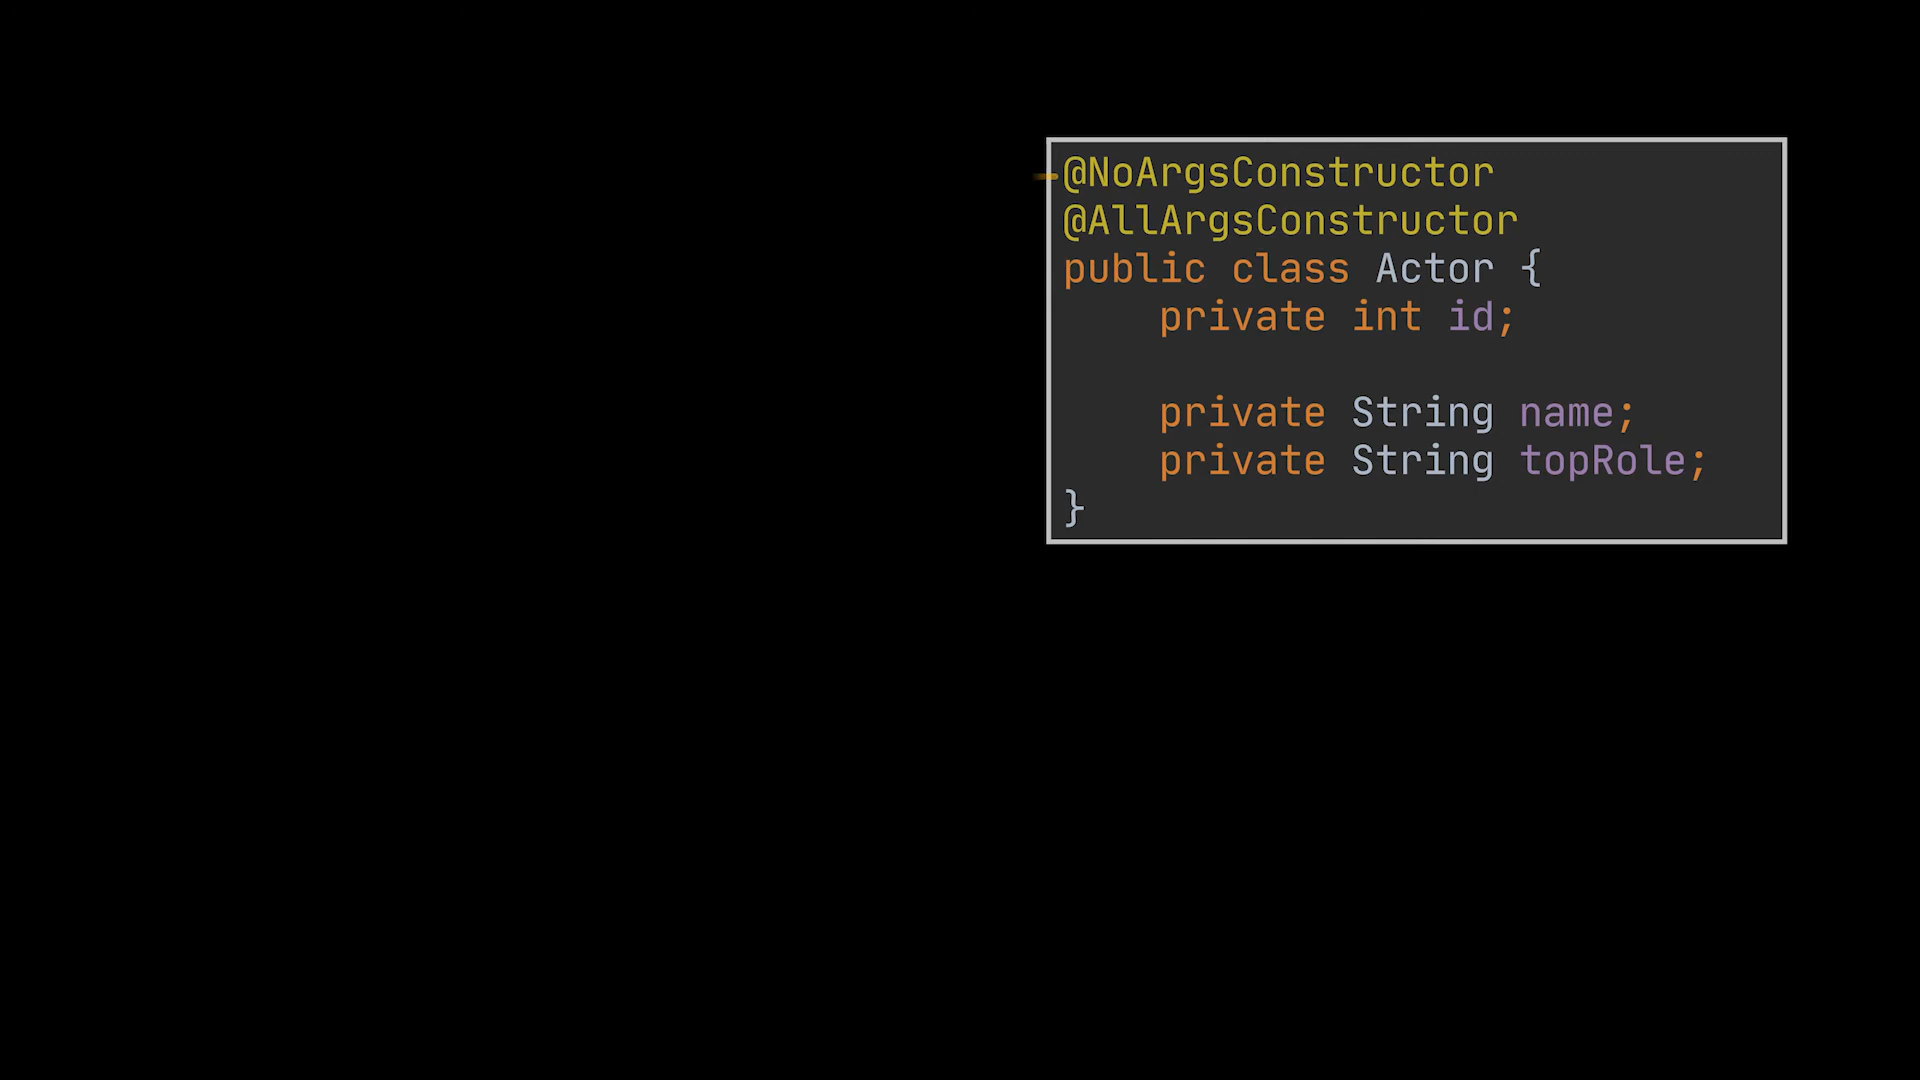 @NoArgsConstructor
@AllArgsConstructor
public class Actor {
    private int id;

    private String name;
    private String topRole;
}